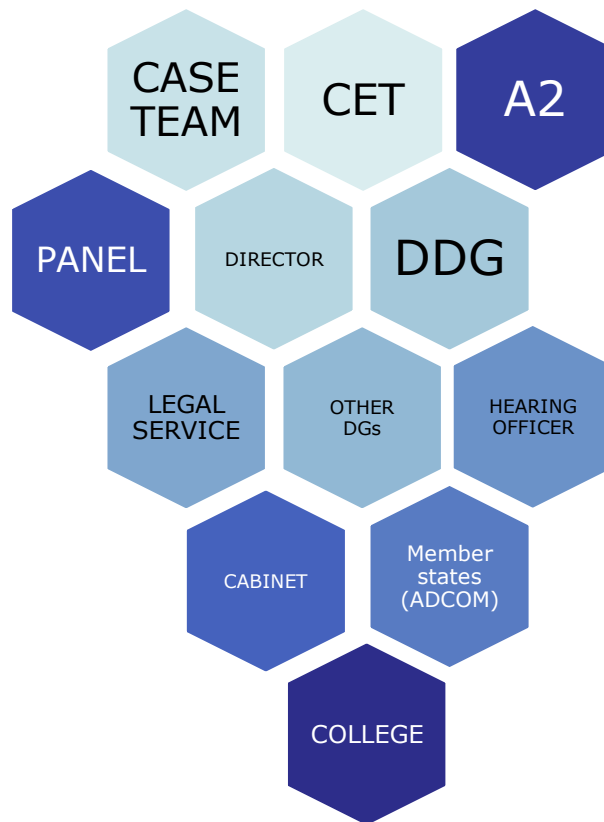 CASE
TEAM
CET
A2
PANEL
DIRECTOR
DDG
LEGAL
SERVICE
OTHER
DGs
HEARING
OFFICER
CABINET
Member
states
(ADCOM)
COLLEGE